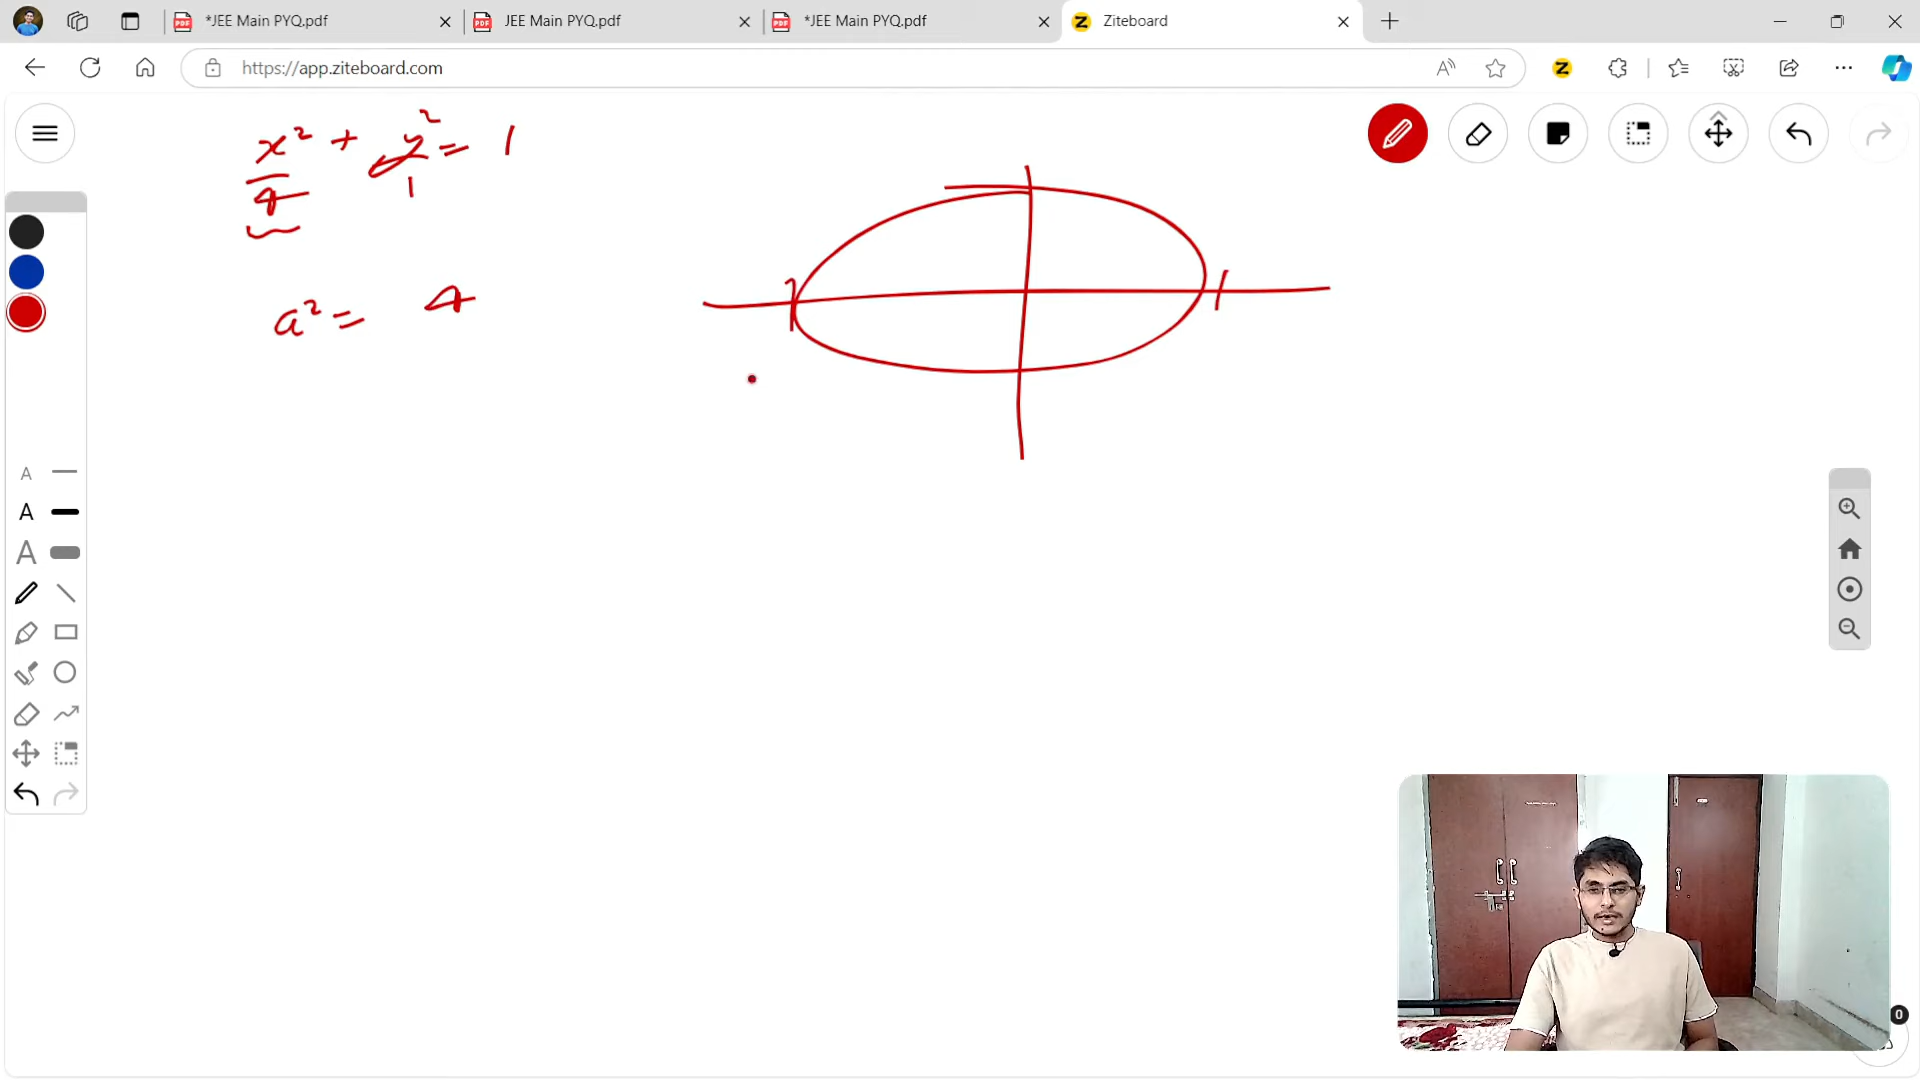 *JEE Main PYQ.pdf
JEE Main PYQ.pdf
*JEE Main PYQ.pdf
Ziteboard
https://app.ziteboard.com
x²/4 + y²/1 = 1
a² = 4
A
A
A
0